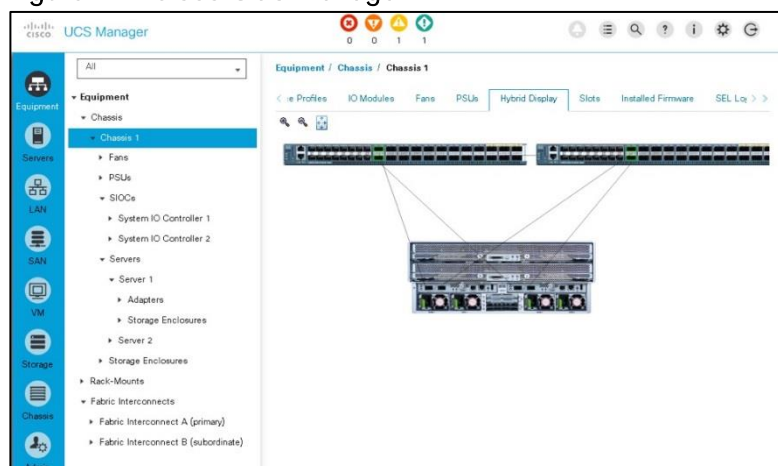 CISCO
UCS Manager
0 0 1 1
All
Equipment / Chassis / Chassis 1
Profiles IO Modules Fans PSUs Hybrid Display Slots Installed Firmware SEL
Equipment
Servers
LAN
SAN
VM
Storage
Chassis
Equipment
Chassis
Chassis 1
Fans
PSUs
SIOCs
System IO Controller 1
System IO Controller 2
Servers
Server 1
Adapters
Storage Enclosures
Server 2
Storage Enclosures
Rack-Mounts
Fabric Interconnects
Fabric Interconnect A (primary)
Fabric Interconnect B (subordinate)